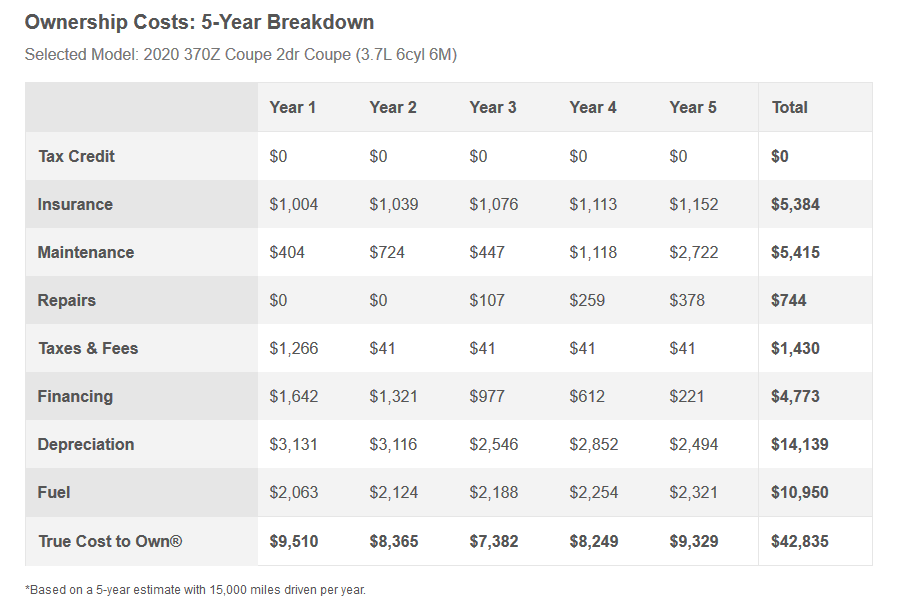 Ownership Costs: 5-Year Breakdown
Selected Model: 2020 370Z Coupe 2dr Coupe (3.7L 6cyl 6M)
Year 1 Year 2 Year 3 Year 4 Year 5 Total
Tax Credit $0 $0 $0 $0 $0 $0
Insurance $1,004 $1,039 $1,076 $1,113 $1,152 $5,384
Maintenance $404 $724 $447 $1,118 $2,722 $5,415
Repairs $0 $0 $107 $259 $378 $744
Taxes & Fees $1,266 $41 $41 $41 $41 $1,430
Financing $1,642 $1,321 $977 $612 $221 $4,773
Depreciation $3,131 $3,116 $2,546 $2,852 $2,494 $14,139
Fuel $2,063 $2,124 $2,188 $2,254 $2,321 $10,950
True Cost to Own® $9,510 $8,365 $7,382 $8,249 $9,329 $42,835
*Based on a 5-year estimate with 15,000 miles driven per year.